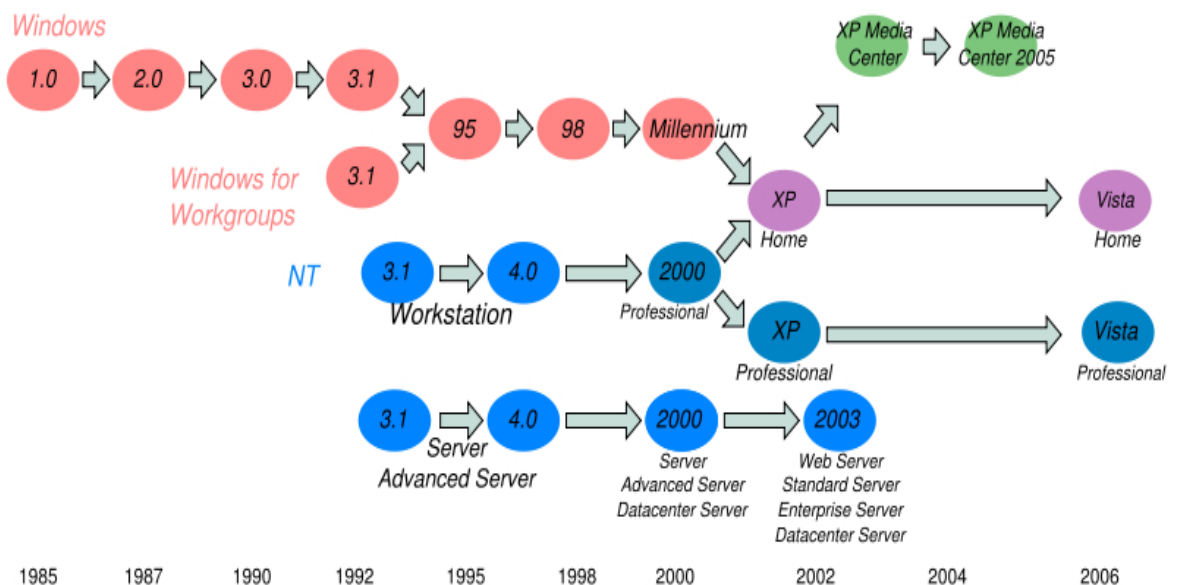 Windows
1.0
2.0
3.0
3.1
XP Media
Center
XP Media
Center 2005
95
98
Millennium
Windows for
Workgroups
3.1
XP
Home
Vista
Home
NT
3.1
4.0
Workstation
2000
Professional
XP
Professional
Vista
Professional
3.1
4.0
Server
Advanced Server
2000
Server
Advanced Server
Datacenter Server
2003
Web Server
Standard Server
Enterprise Server
Datacenter Server
1985
1987
1990
1992
1995
1998
2000
2002
2004
2006